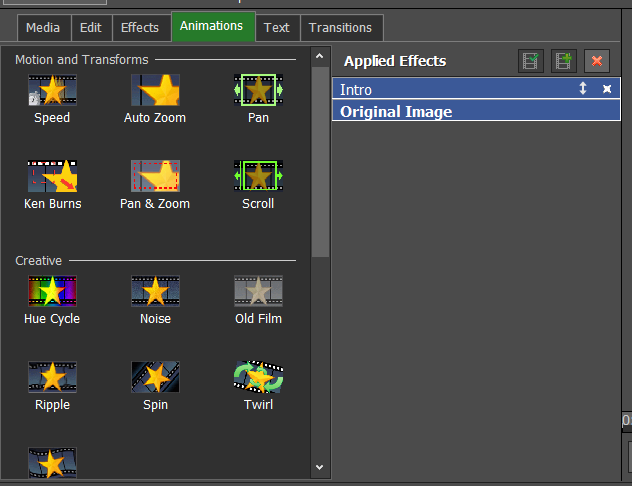 Media Edit Effects Animations Text Transitions
Motion and Transforms
Speed Auto Zoom Pan
Ken Burns Pan & Zoom Scroll
Creative
Hue Cycle Noise Old Film
Ripple Spin Twirl
Applied Effects
Intro
Original Image